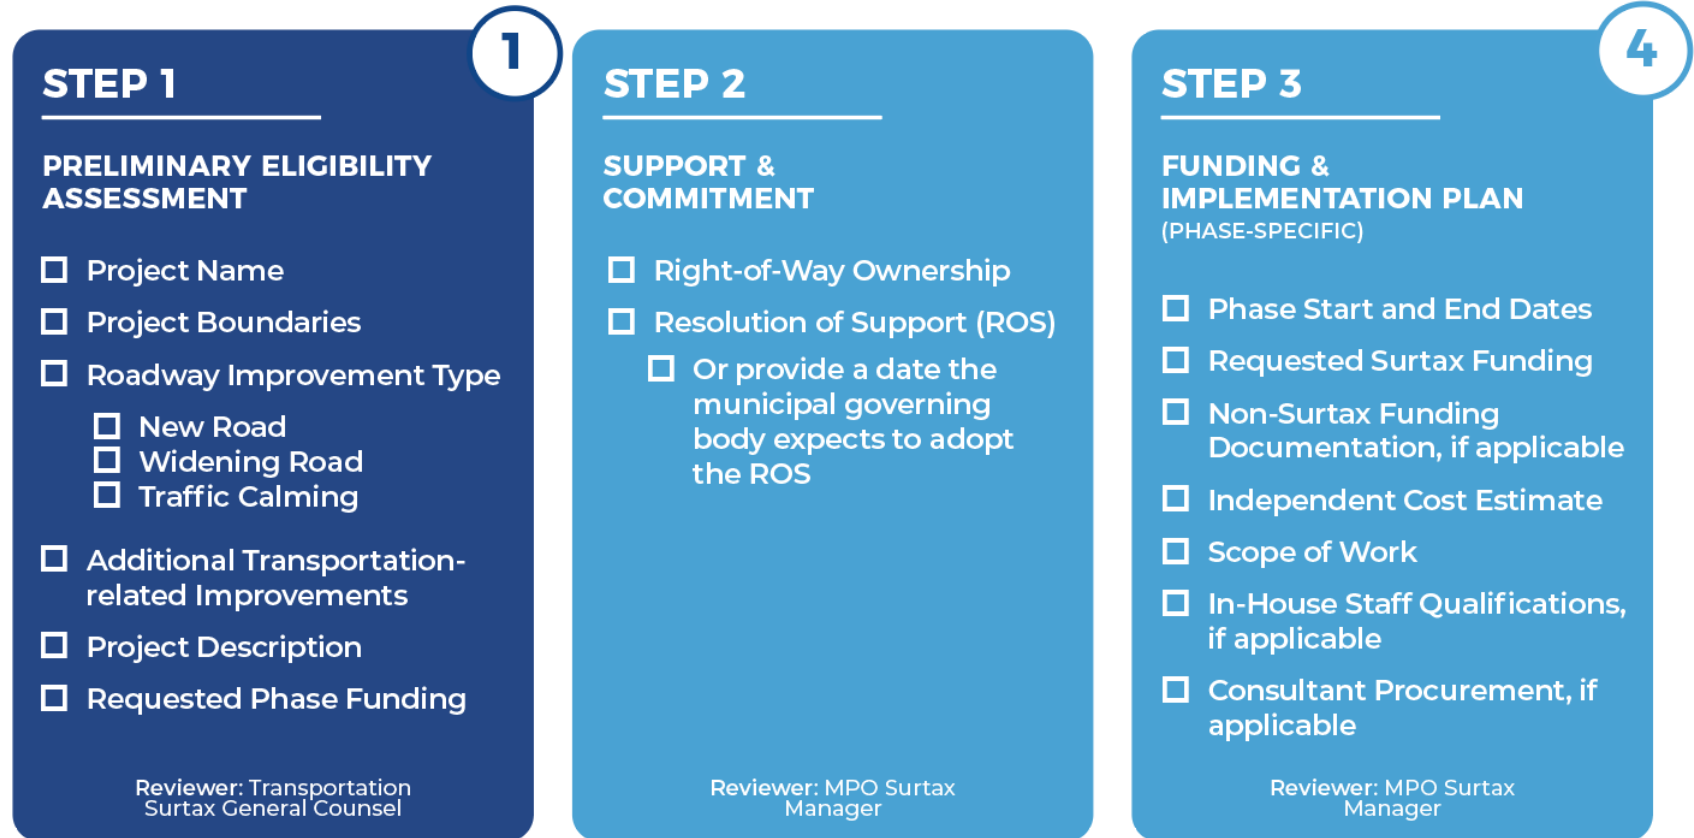 1
STEP 1
PRELIMINARY ELIGIBILITY
ASSESSMENT
Project Name
Project Boundaries
Roadway Improvement Type
New Road
Widening Road
Traffic Calming
Additional Transportation-
related Improvements
Project Description
Requested Phase Funding
Reviewer: Transportation
Surtax General Counsel
STEP 2
SUPPORT &
COMMITMENT
Right-of-Way Ownership
Resolution of Support (ROS)
Or provide a date the
municipal governing
body expects to adopt
the ROS
Reviewer: MPO Surtax
Manager
4
STEP 3
FUNDING &
IMPLEMENTATION PLAN
(PHASE-SPECIFIC)
Phase Start and End Dates
Requested Surtax Funding
Non-Surtax Funding
Documentation, if applicable
Independent Cost Estimate
Scope of Work
In-House Staff Qualifications,
if applicable
Consultant Procurement, if
applicable
Reviewer: MPO Surtax
Manager